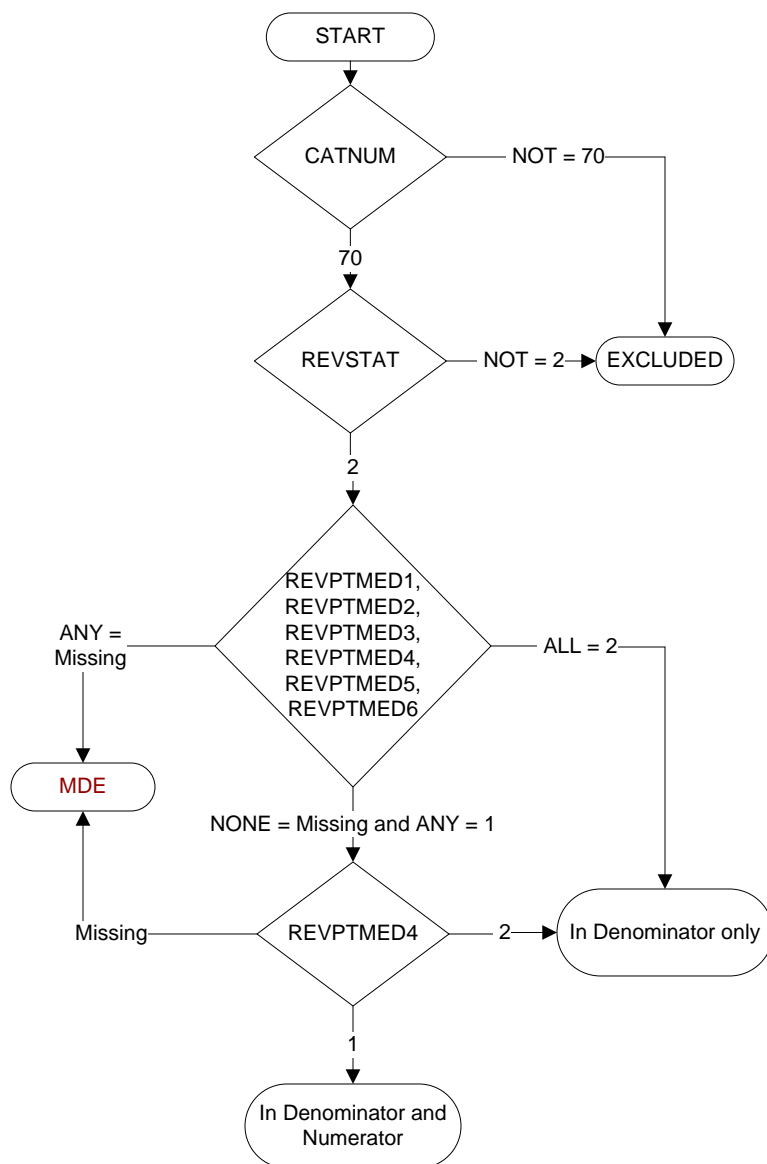 START
CATNUM
NOT = 70
70
REVSTAT
NOT = 2
EXCLUDED
2
REVPTMED1,
REVPTMED2,
REVPTMED3,
REVPTMED4,
REVPTMED5,
REVPTMED6
ANY =
Missing
ALL = 2
MDE
NONE = Missing and ANY = 1
Missing
REVPTMED4
2
In Denominator only
1
In Denominator and
Numerator